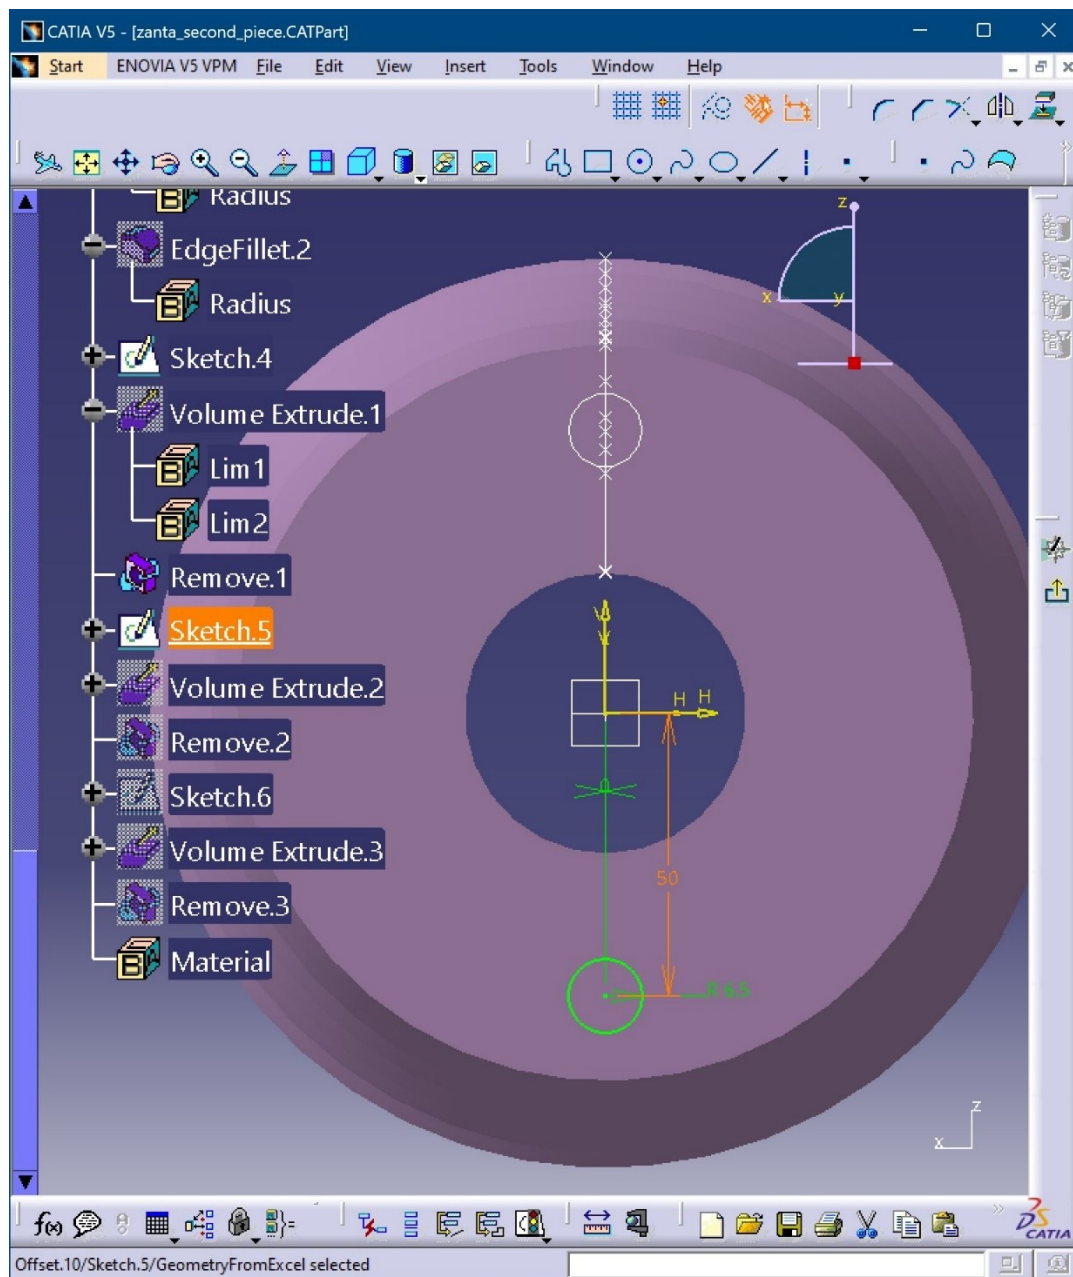 CATIA V5 - [zanta_second_piece.CATPart]
Start ENOVIA V5 VPM File Edit View Insert Tools Window Help
Radius
EdgeFillet.2
Radius
Sketch.4
Volume Extrude.1
Lim1
Lim2
Remove.1
Sketch.5
Volume Extrude.2
Remove.2
Sketch.6
Volume Extrude.3
Remove.3
Material
z
x y
V
H H
50
R 6.5
z
x
f(x)
CATIA
Offset.10/Sketch.5/GeometryFromExcel selected